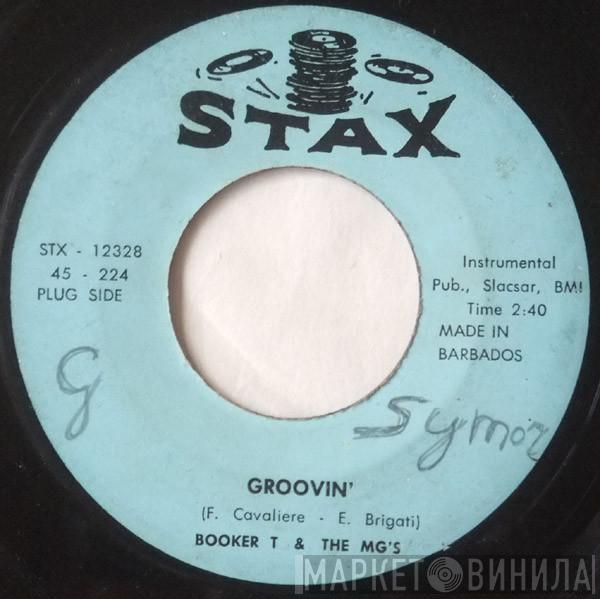 STAX
STX - 12328
45 - 224
PLUG SIDE
Instrumental
Pub., Slacsar, BMI
Time 2:40
MADE IN
BARBADOS
G
GROOVIN'
(F. Cavaliere - E. Brigati)
BOOKER T & THE MG'S
МАРКЕТ ВИНИЛА